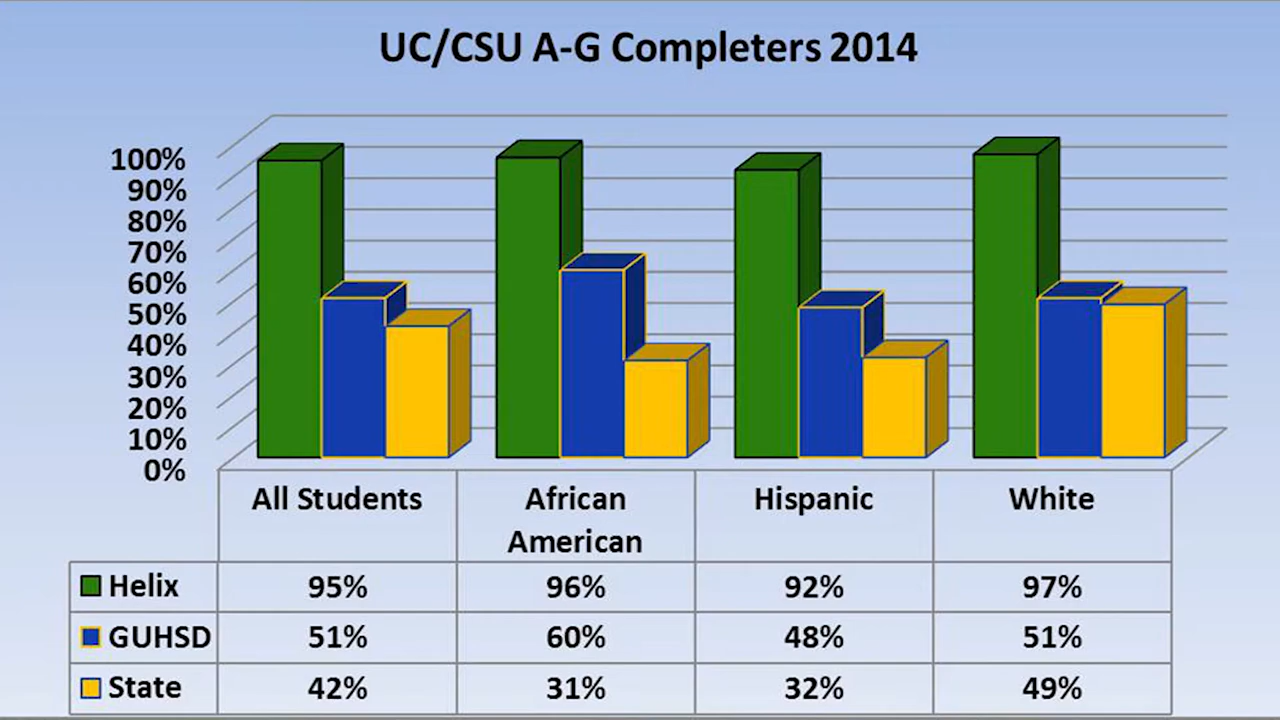 UC/CSU A-G Completers 2014
100%
90%
80%
70%
60%
50%
40%
30%
20%
10%
0%
All Students African American Hispanic White
Helix 95% 96% 92% 97%
GUHSD 51% 60% 48% 51%
State 42% 31% 32% 49%